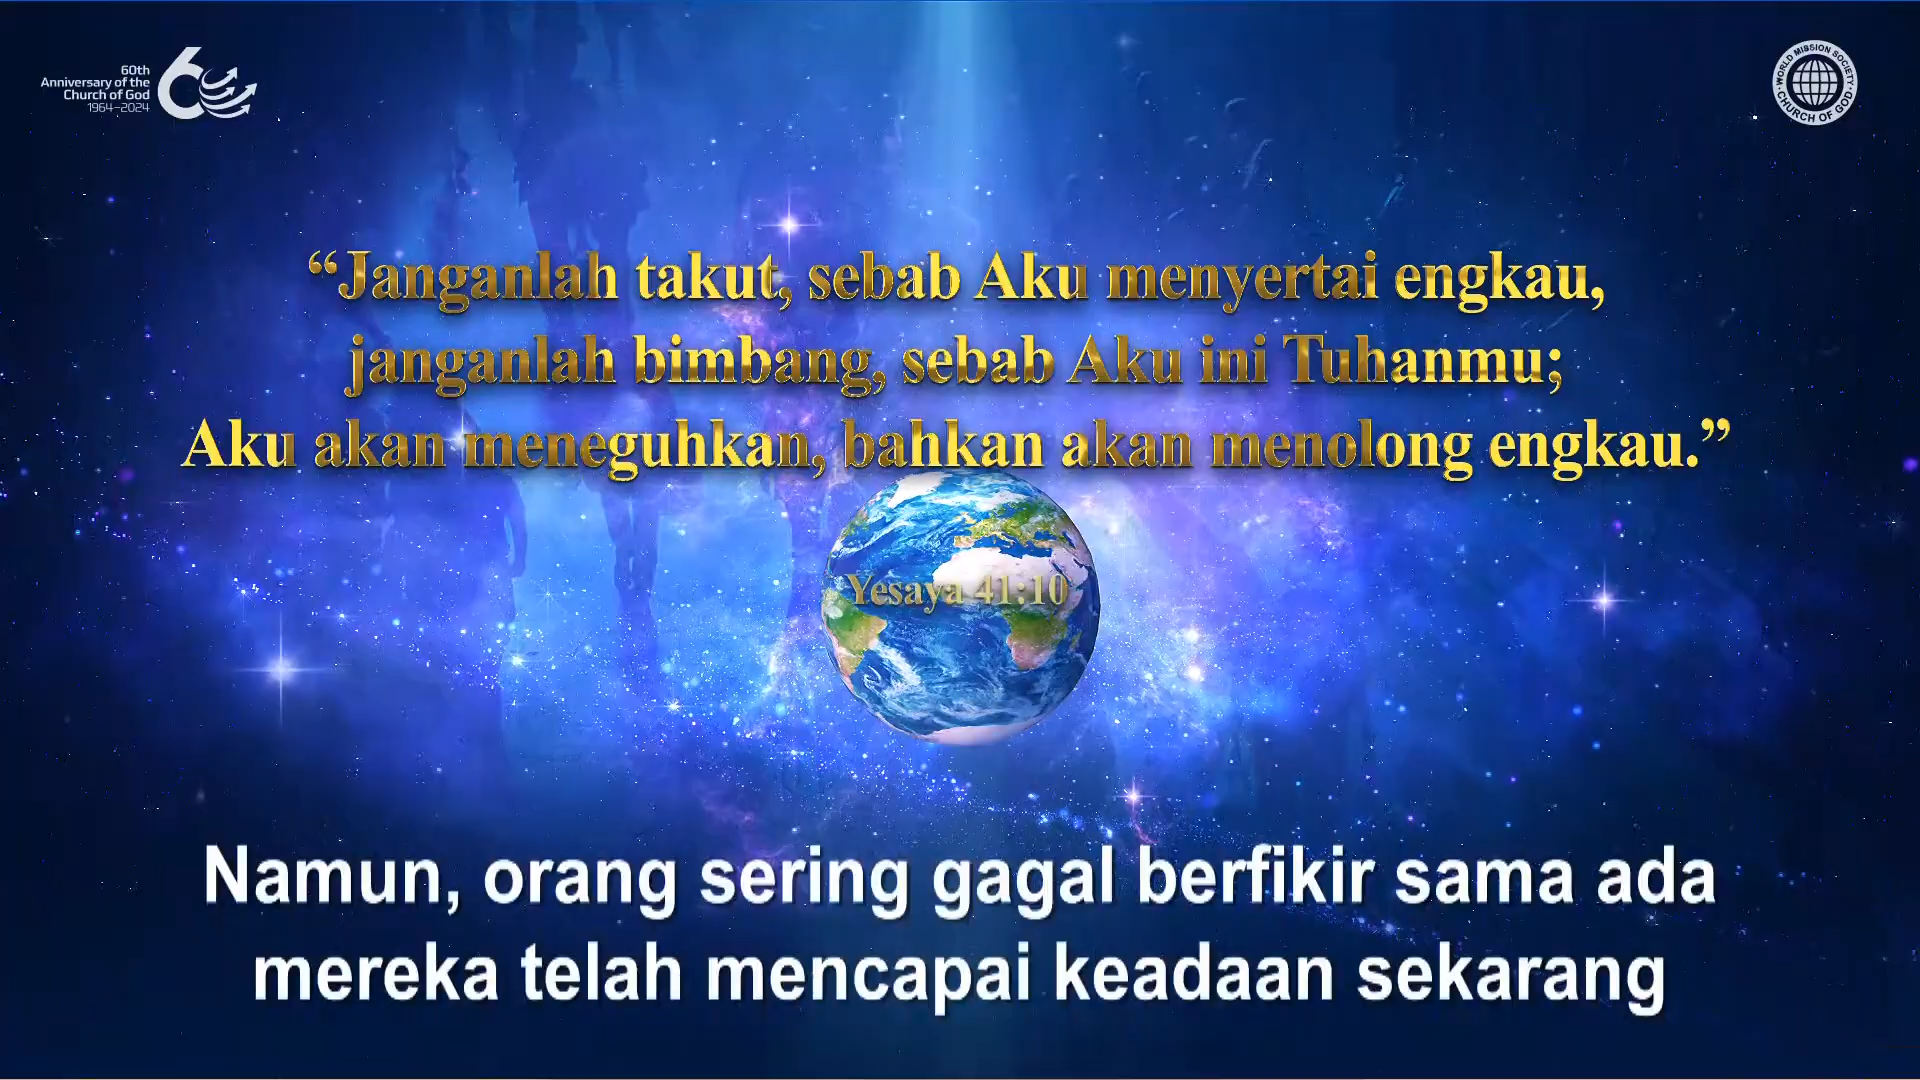 60th
Anniversary of the
Church of God
1964–2024
60
WORLD MISSION SOCIETY
CHURCH OF GOD
“Janganlah takut, sebab Aku menyertai engkau,
janganlah bimbang, sebab Aku ini Tuhanmu;
Aku akan meneguhkan, bahkan akan menolong engkau.”
Yesaya 41:10
Namun, orang sering gagal berfikir sama ada
mereka telah mencapai keadaan sekarang